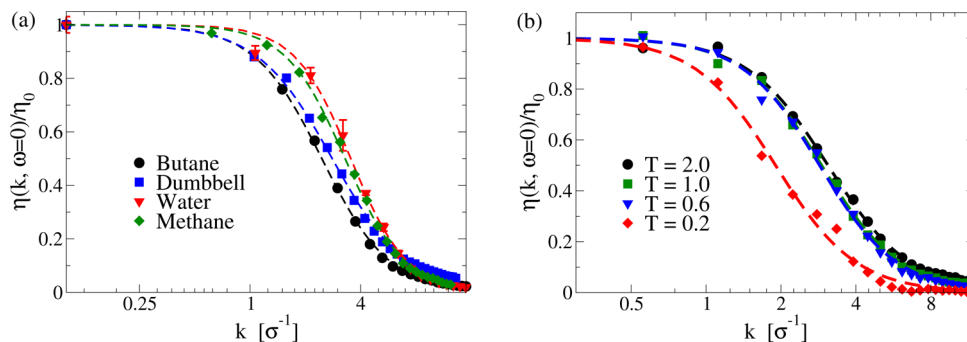 (a)
η(k, ω=0)/η₀
1
0.8
0.6
0.4
0.2
0
Butane
Dumbbell
Water
Methane
0.25
1
4
k [σ⁻¹]
(b)
η(k, ω=0)/η₀
1
0.8
0.6
0.4
0.2
0
T = 2.0
T = 1.0
T = 0.6
T = 0.2
0.5
1
2
4
8
k [σ⁻¹]